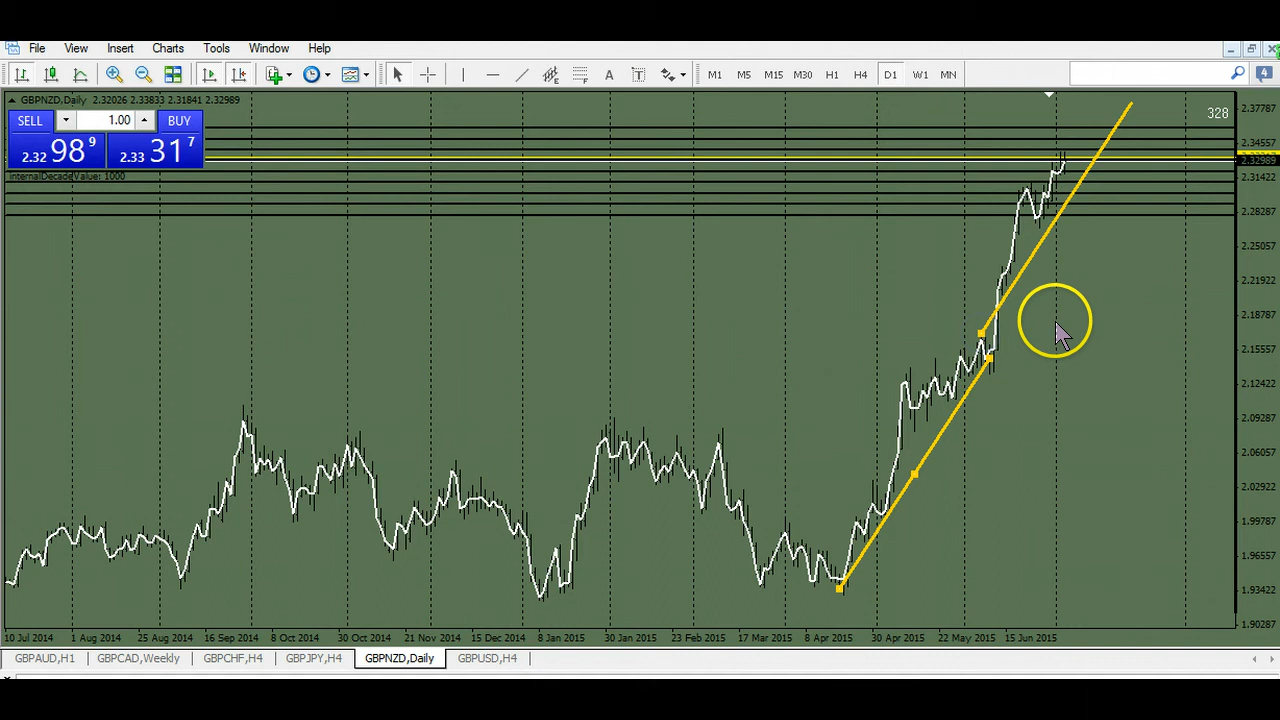 File View Insert Charts Tools Window Help
A T M1 M5 M15 M30 H1 H4 D1 W1 MN 4
GBPNZD,Daily 2.32026 2.33833 2.31841 2.32989
SELL 1.00 BUY
2.32 98 9 2.33 31 7
InternalDecadeValue: 1000
328
2.37787
2.34557
2.32989
2.31422
2.28287
2.25057
2.21922
2.18787
2.15557
2.12422
2.09287
2.06057
2.02922
1.99787
1.96557
1.93422
1.90287
10 Jul 2014 1 Aug 2014 25 Aug 2014 16 Sep 2014 8 Oct 2014 30 Oct 2014 21 Nov 2014 15 Dec 2014 8 Jan 2015 30 Jan 2015 23 Feb 2015 17 Mar 2015 8 Apr 2015 30 Apr 2015 22 May 2015 15 Jun 2015
GBPAUD,H1 GBPCAD,Weekly GBPCHF,H4 GBPJPY,H4 GBPNZD,Daily GBPUSD,H4